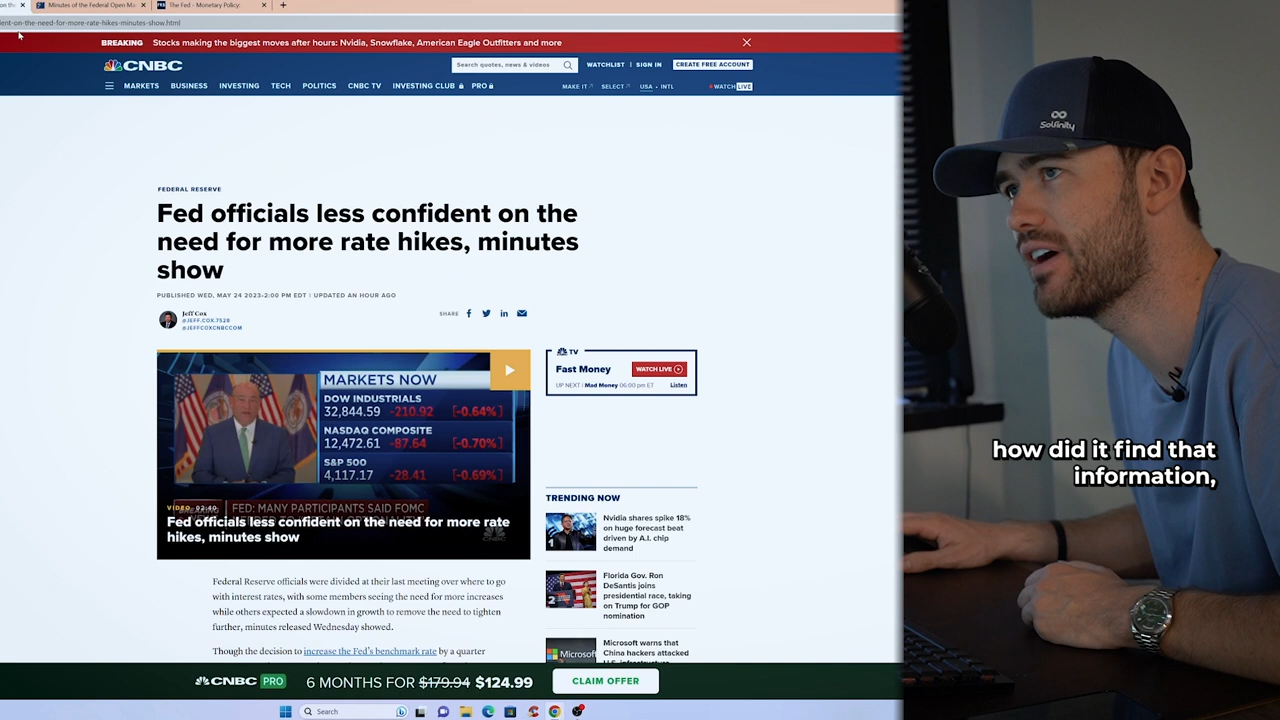 on the
Minutes of the Federal Open Ma
The Fed - Monetary Policy:
lent-on-the-need-for-more-rate-hikes-minutes-show.html
BREAKING Stocks making the biggest moves after hours: Nvidia, Snowflake, American Eagle Outfitters and more
CNBC
Search quotes, news & videos
WATCHLIST | SIGN IN
CREATE FREE ACCOUNT
MARKETS BUSINESS INVESTING TECH POLITICS CNBC TV INVESTING CLUB PRO
MAKE IT SELECT USA • INTL WATCH LIVE
FEDERAL RESERVE
Fed officials less confident on the
need for more rate hikes, minutes
show
PUBLISHED WED, MAY 24 2023•2:00 PM EDT | UPDATED AN HOUR AGO
Jeff Cox
@JEFF.COX.7528
@JEFFCOXCNBCCOM
SHARE
MARKETS NOW
DOW INDUSTRIALS
32,844.59 -210.92 [-0.64%]
NASDAQ COMPOSITE
12,472.61 -87.64 [-0.70%]
S&P 500
4,117.17 -28.41 [-0.69%]
VIDEO 02:40
FED: MANY PARTICIPANTS SAID FOMC
Fed officials less confident on the need for more rate
hikes, minutes show
CNBC
TV
Fast Money
WATCH LIVE
UP NEXT | Mad Money 06:00 pm ET
Listen
TRENDING NOW
1
Nvidia shares spike 18%
on huge forecast beat
driven by A.I. chip
demand
2
Florida Gov. Ron
DeSantis joins
presidential race, taking
on Trump for GOP
nomination
Microsoft
Microsoft warns that
China hackers attacked
U.S. infrastructure
Federal Reserve officials were divided at their last meeting over where to go
with interest rates, with some members seeing the need for more increases
while others expected a slowdown in growth to remove the need to tighten
further, minutes released Wednesday showed.
Though the decision to increase the Fed's benchmark rate by a quarter
CNBC PRO
6 MONTHS FOR $179.94 $124.99
CLAIM OFFER
Search
Solfinity
how did it find that
information,